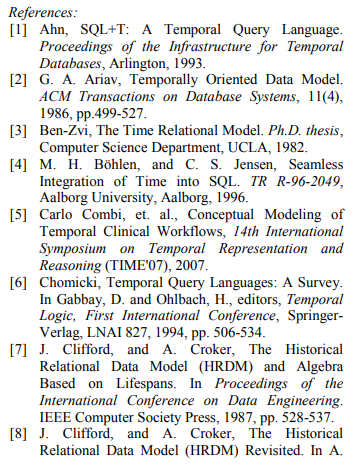 References:
[1] Ahn, SQL+T: A Temporal Query Language.
Proceedings of the Infrastructure for Temporal
Databases, Arlington, 1993.
[2] G. A. Ariav, Temporally Oriented Data Model.
ACM Transactions on Database Systems, 11(4),
1986, pp.499-527.
[3] Ben-Zvi, The Time Relational Model. Ph.D. thesis,
Computer Science Department, UCLA, 1982.
[4] M. H. Böhlen, and C. S. Jensen, Seamless
Integration of Time into SQL. TR R-96-2049,
Aalborg University, Aalborg, 1996.
[5] Carlo Combi, et. al., Conceptual Modeling of
Temporal Clinical Workflows, 14th International
Symposium on Temporal Representation and
Reasoning (TIME'07), 2007.
[6] Chomicki, Temporal Query Languages: A Survey.
In Gabbay, D. and Ohlbach, H., editors, Temporal
Logic, First International Conference, Springer-
Verlag, LNAI 827, 1994, pp. 506-534.
[7] J. Clifford, and A. Croker, The Historical
Relational Data Model (HRDM) and Algebra
Based on Lifespans. In Proceedings of the
International Conference on Data Engineering.
IEEE Computer Society Press, 1987, pp. 528-537.
[8] J. Clifford, and A. Croker, The Historical
Relational Data Model (HRDM) Revisited. In A.